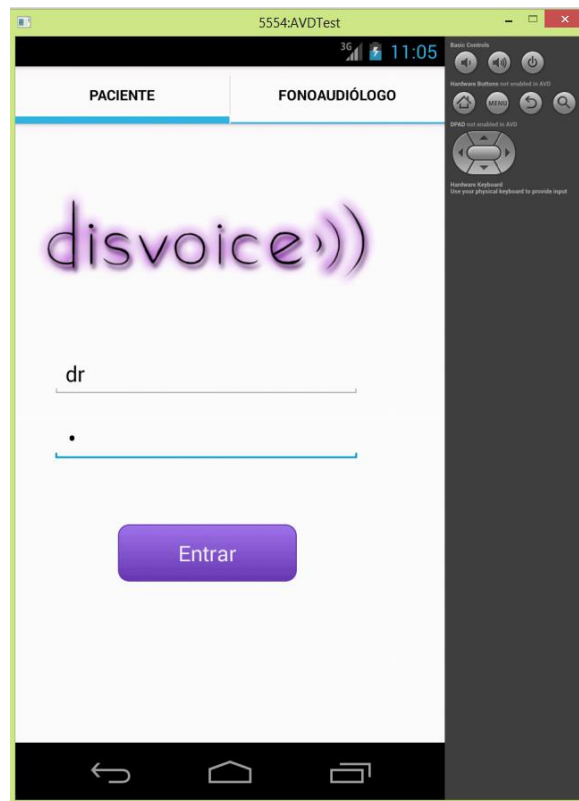 5554:AVDTest
3G 11:05
PACIENTE FONOAUDIÓLOGO
disvoice
dr
•
Entrar
Basic Controls
Hardware Buttons not enabled in AVD
MENU
DPAD not enabled in AVD
Hardware Keyboard
Use your physical keyboard to provide input